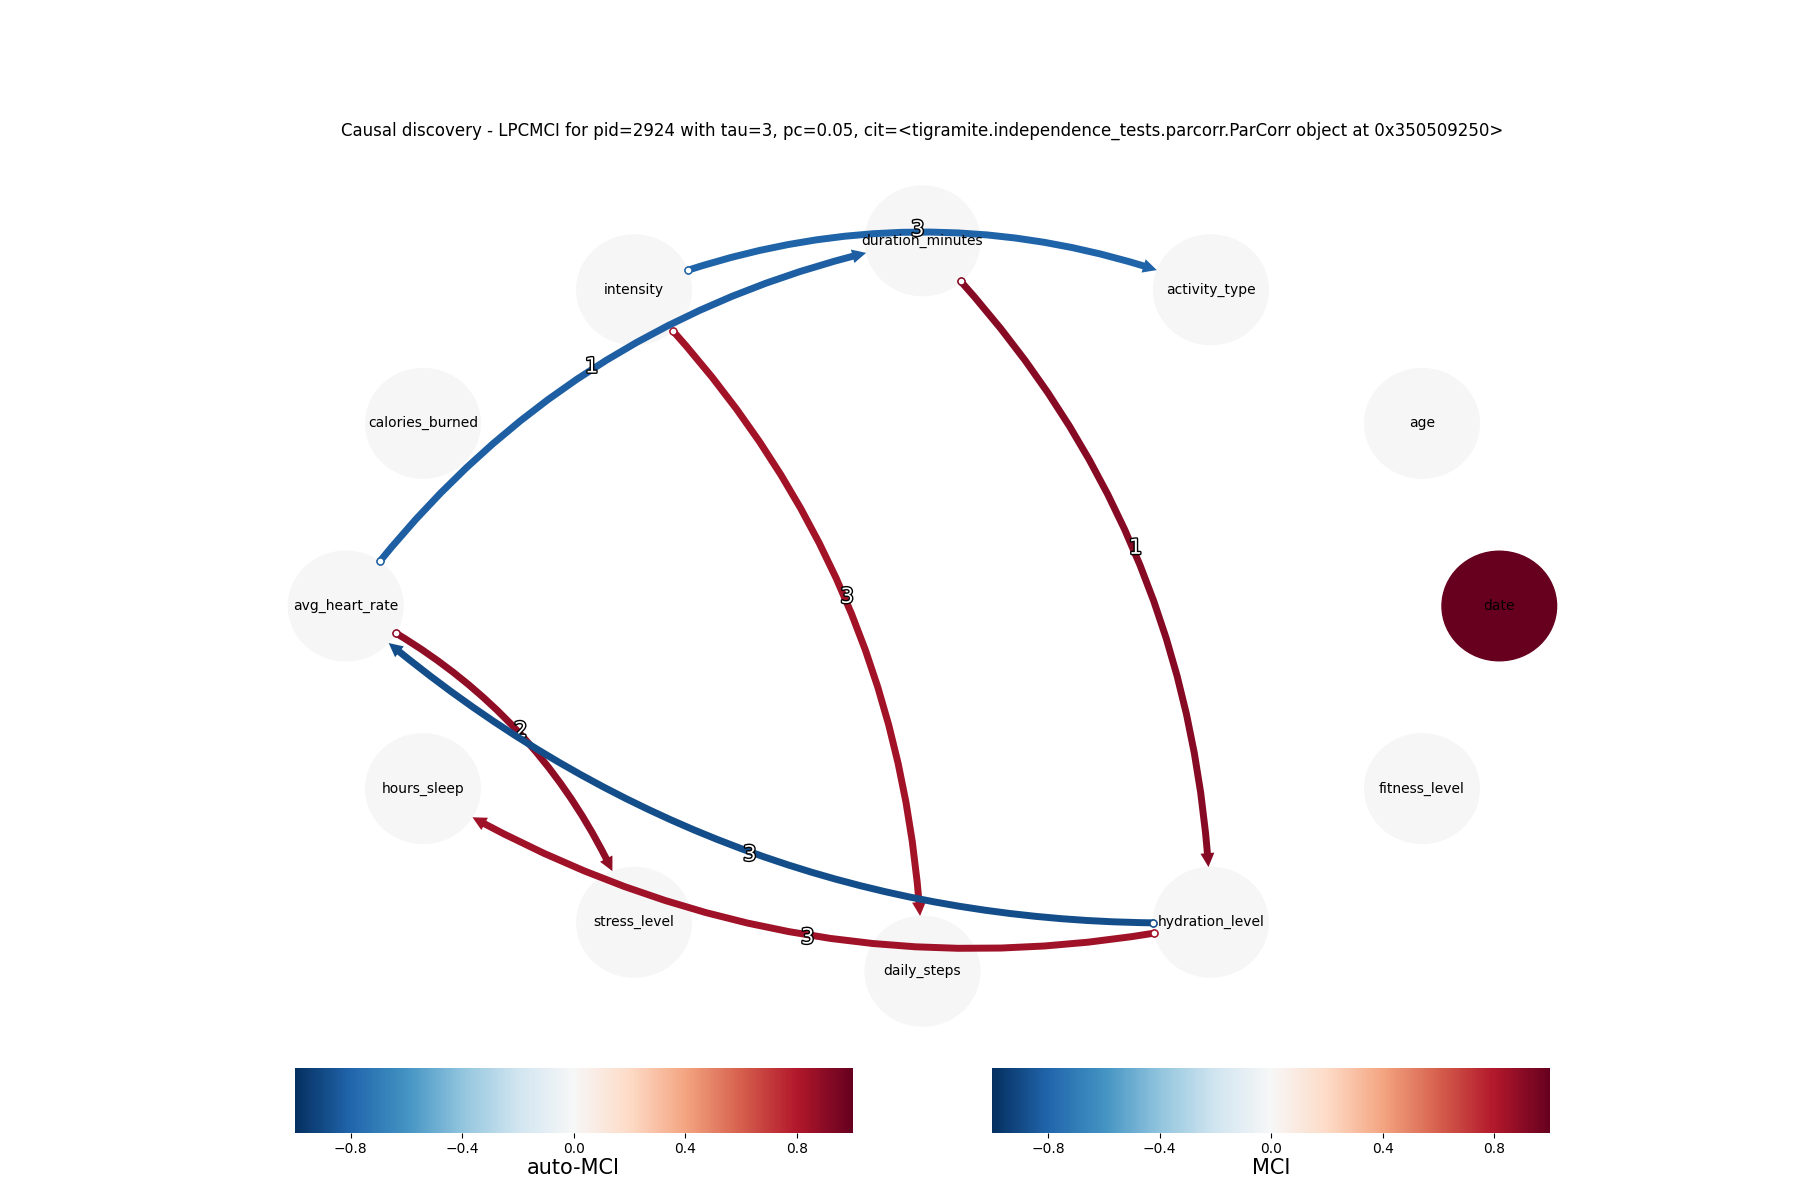 Causal discovery - LPCMCI for pid=2924 with tau=3, pc=0.05, cit=<tigramite.independence_tests.parcorr.ParCorr object at 0x350509250>
3
duration_minutes
intensity
activity_type
1
calories_burned
age
1
3
avg_heart_rate
date
2
hours_sleep
fitness_level
3
stress_level
hydration_level
3
daily_steps
−0.8 −0.4 0.0 0.4 0.8
auto-MCI
−0.8 −0.4 0.0 0.4 0.8
MCI